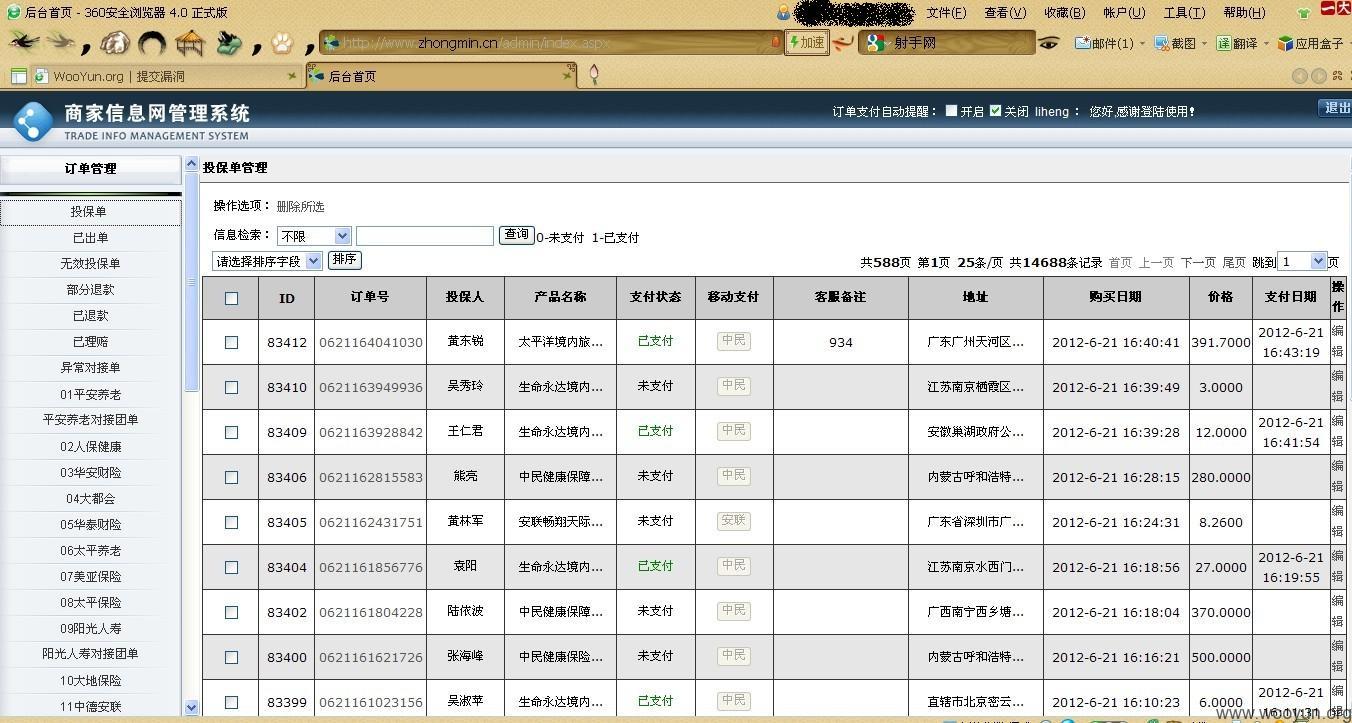 后台首页 - 360安全浏览器 4.0 正式版
文件(F) 查看(V) 收藏(B) 帐户(U) 工具(T) 帮助(H)
http://www.zhongmin.cn/admin/index.aspx
加速
射手网
邮件(1) 截图 翻译 应用盒子
WooYun.org | 提交漏洞
后台首页
商家信息网管理系统
TRADE INFO MANAGEMENT SYSTEM
订单支付自动提醒： 开启 关闭 liheng： 您好,感谢登陆使用!
退出
订单管理
投保单
已出单
无效投保单
部分退款
已退款
已理赔
异常对接单
01平安养老
平安养老对接团单
02人保健康
03华安财险
04大都会
05华泰财险
06太平养老
07美亚保险
08太平保险
09阳光人寿
阳光人寿对接团单
10大地保险
11中德安联
投保单管理
操作选项： 删除所选
信息检索： 不限 查询 0-未支付 1-已支付
请选择排序字段 排序
共588页 第1页 25条/页 共14688条记录 首页 上一页 下一页 尾页 跳到 1 页
ID 订单号 投保人 产品名称 支付状态 移动支付 客服备注 地址 购买日期 价格 支付日期 操作
83412 0621164041030 黄东锐 太平洋境内旅... 已支付 中民 934 广东广州天河区... 2012-6-21 16:40:41 391.7000 2012-6-21 16:43:19 编辑
83410 0621163949936 吴秀玲 生命永达境内... 未支付 中民 江苏南京栖霞区... 2012-6-21 16:39:49 3.0000 编辑
83409 0621163928842 王仁君 生命永达境内... 已支付 中民 安徽巢湖政府公... 2012-6-21 16:39:28 12.0000 2012-6-21 16:41:54 编辑
83406 0621162815583 熊亮 中民健康保障... 未支付 中民 内蒙古呼和浩特... 2012-6-21 16:28:15 280.0000 编辑
83405 0621162431751 黄林军 安联畅翔天际... 未支付 安联 广东省深圳市广... 2012-6-21 16:24:31 8.2600 编辑
83404 0621161856776 袁阳 生命永达境内... 已支付 中民 江苏南京水西门... 2012-6-21 16:18:56 27.0000 2012-6-21 16:19:55 编辑
83402 0621161804228 陆依波 中民健康保障... 未支付 中民 广西南宁西乡塘... 2012-6-21 16:18:04 370.0000 编辑
83400 0621161621726 张海峰 中民健康保险... 未支付 中民 内蒙古呼和浩特... 2012-6-21 16:16:21 500.0000 编辑
83399 0621161023156 吴淑苹 生命永达境内... 已支付 中民 直辖市北京密云... 2012-6-21 16:10:23 6.0000 2012-6-21 16:11:31 编辑
www.wooyun.org